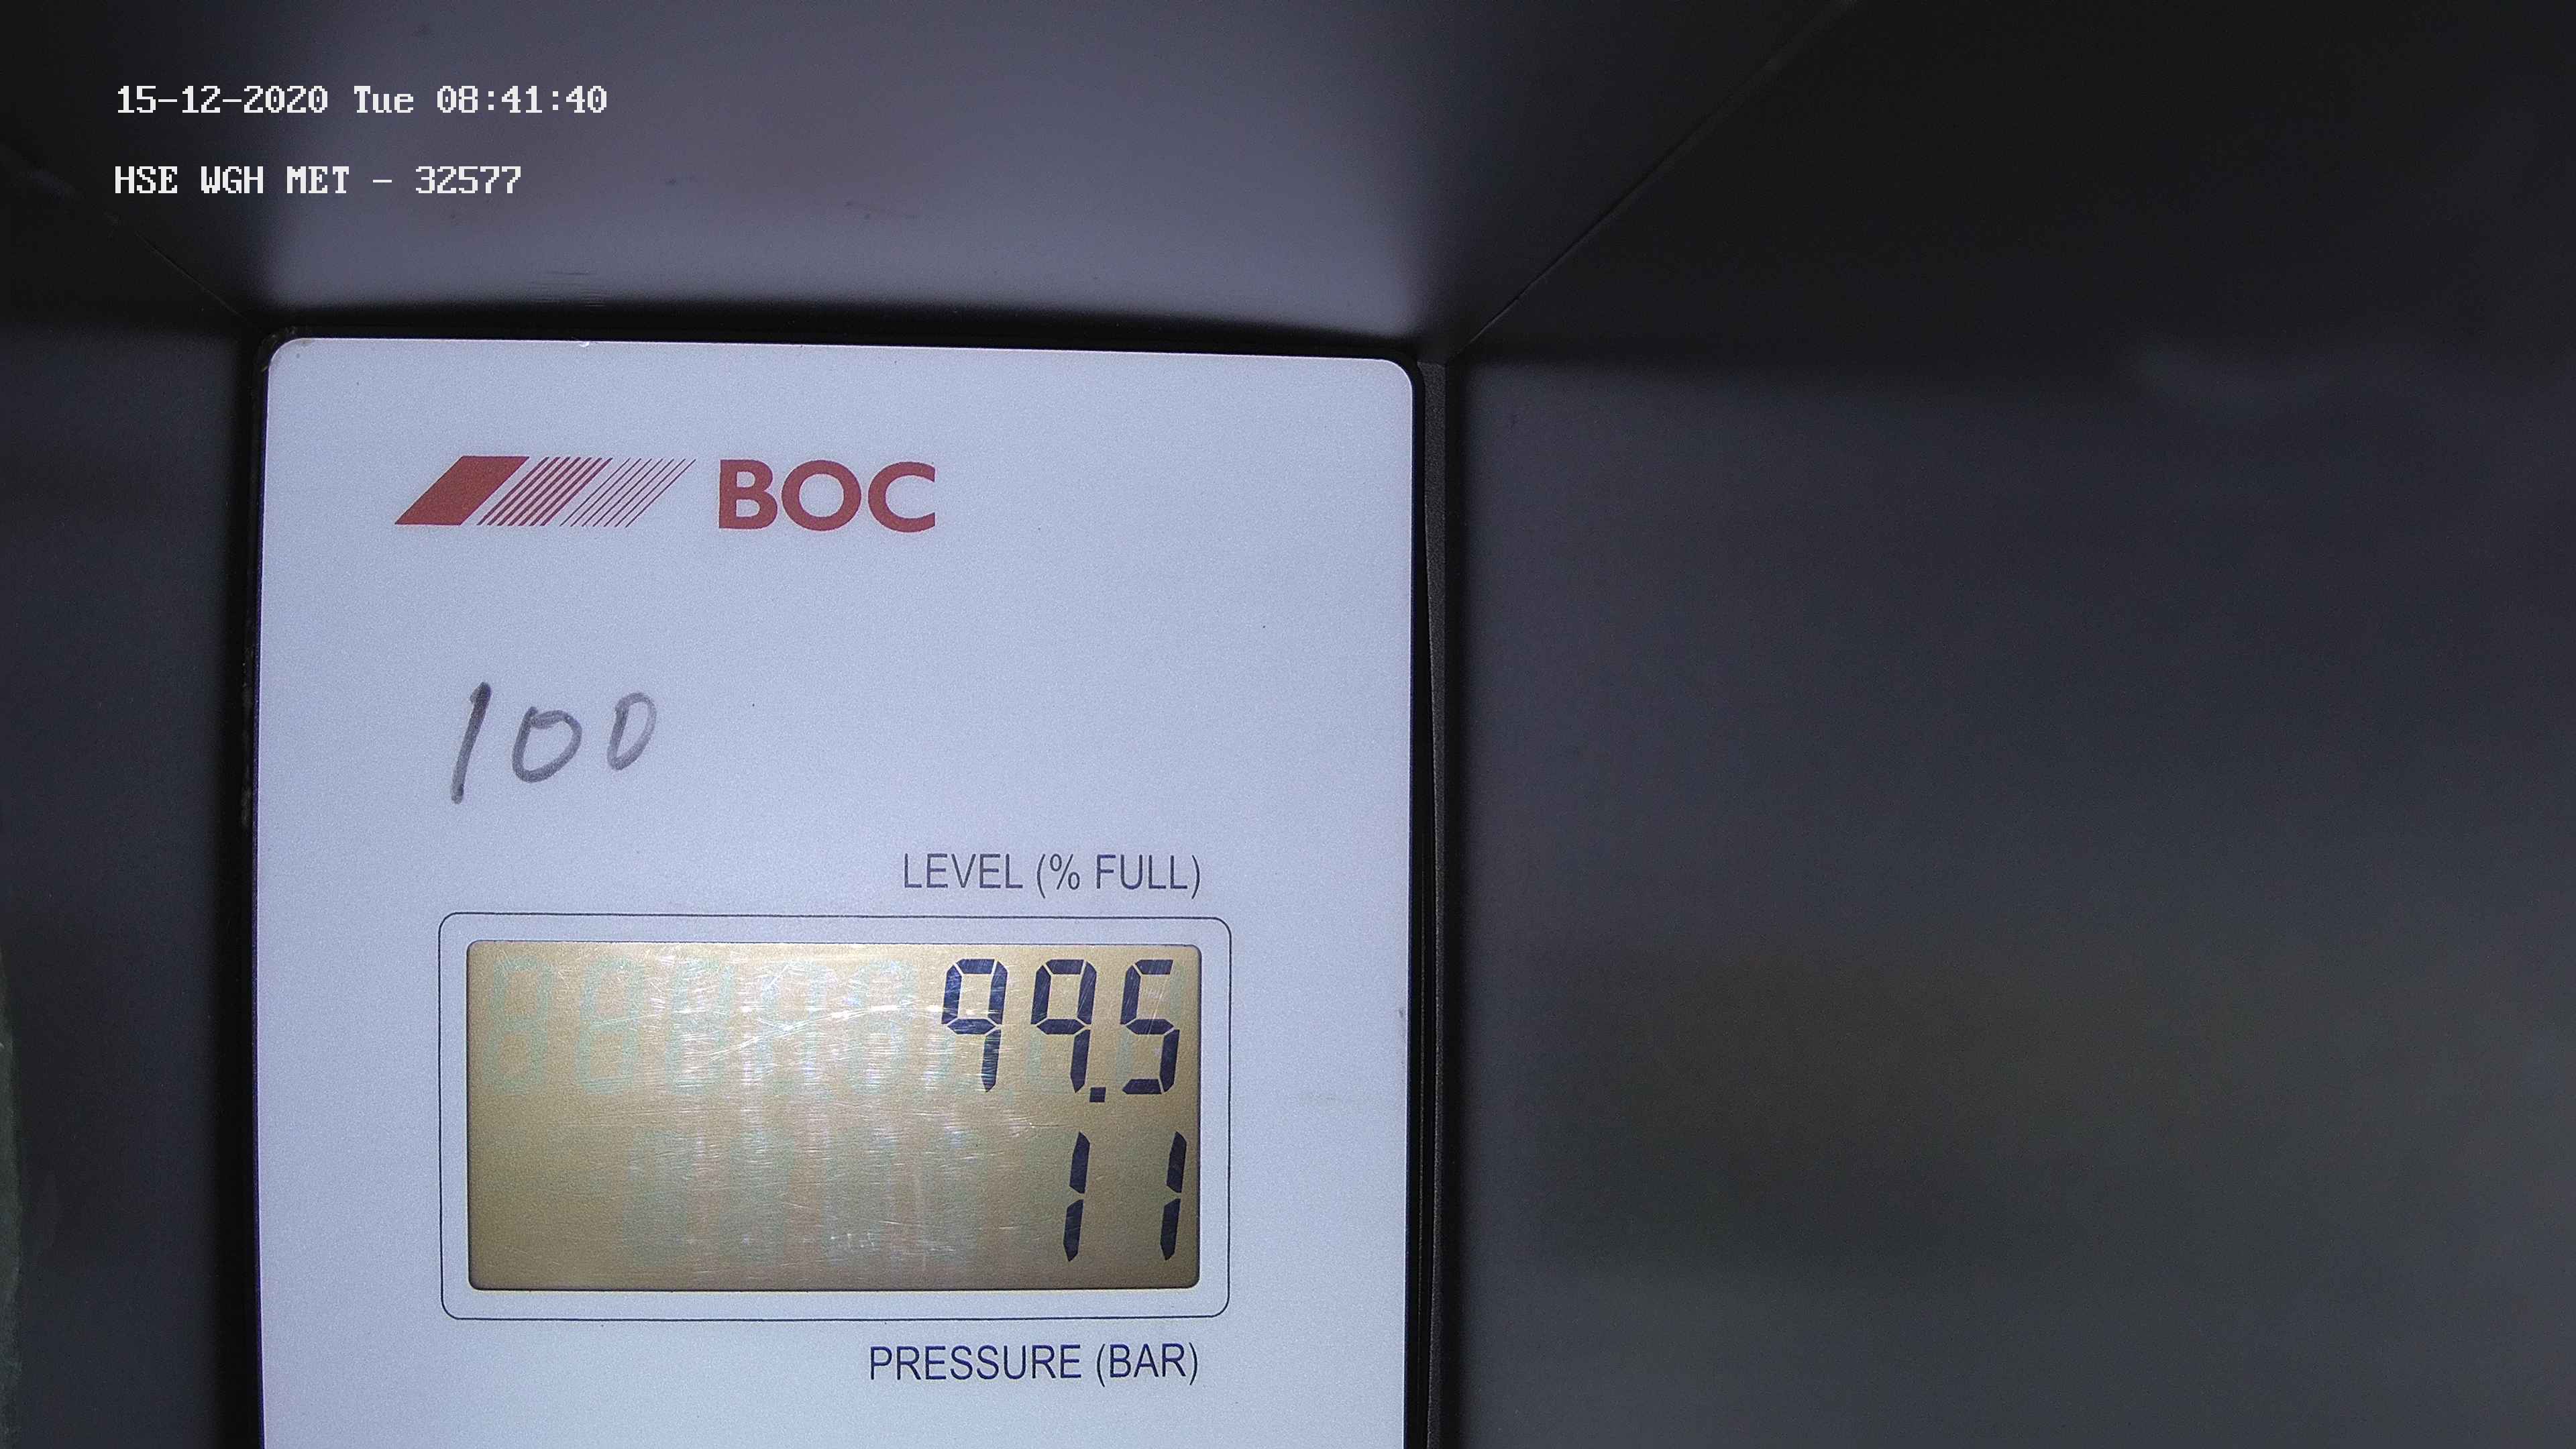 15-12-2020 Tue 08:41:40
HSE WGH MET - 32577
BOC
100
LEVEL (% FULL)
99.5
11
PRESSURE (BAR)